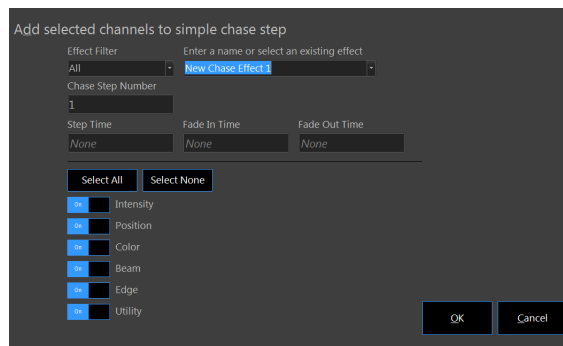 Add selected channels to simple chase step
Effect Filter Enter a name or select an existing effect
All New Chase Effect 1
Chase Step Number
1
Step Time Fade In Time Fade Out Time
None None None
Select All Select None
On Intensity
On Position
On Color
On Beam
On Edge
On Utility
OK Cancel